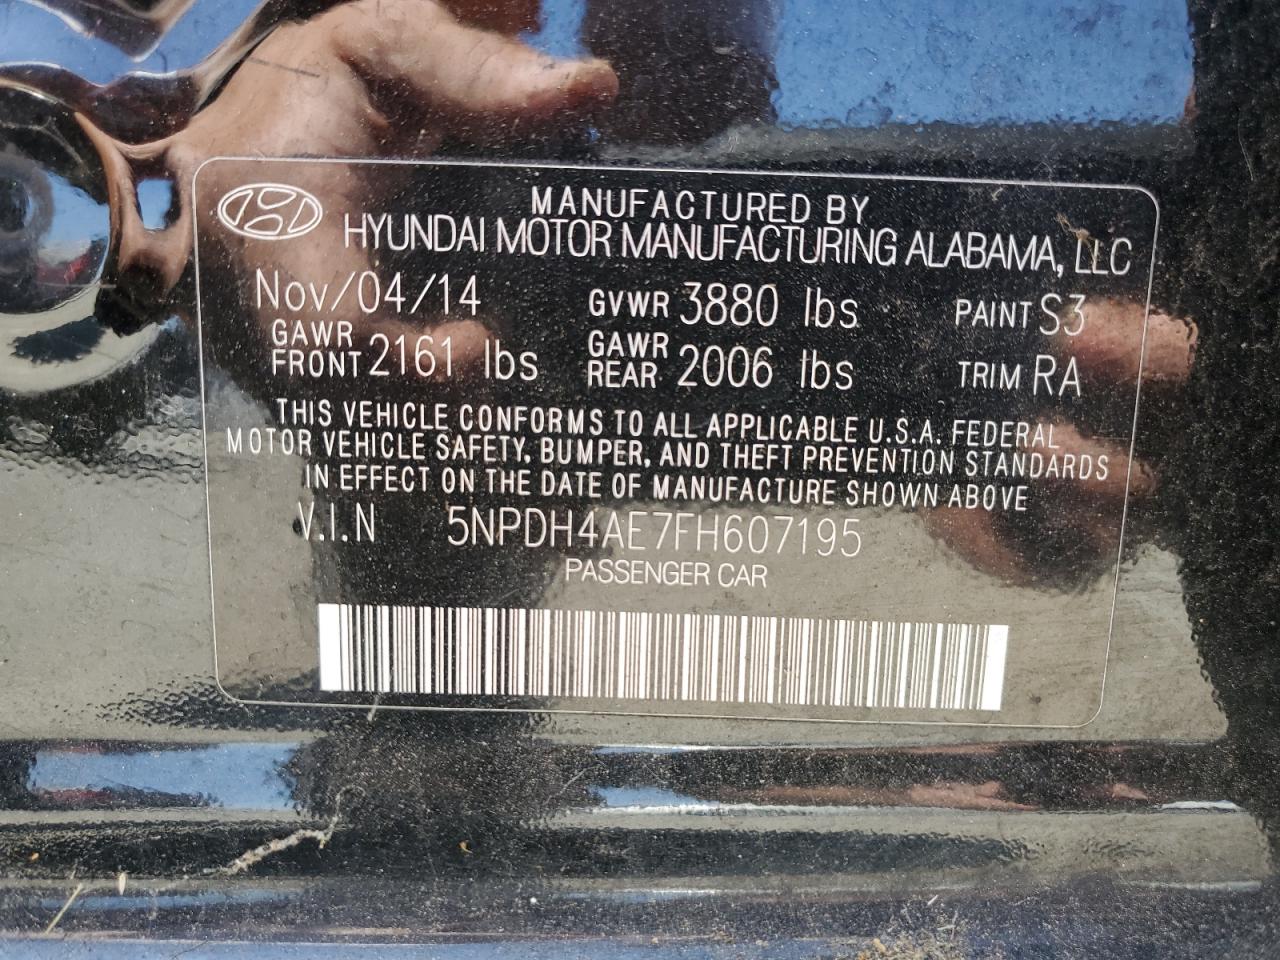 MANUFACTURED BY
HYUNDAI MOTOR MANUFACTURING ALABAMA, LLC
Nov/04/14 GVWR 3880 lbs PAINT S3
GAWR FRONT 2161 lbs GAWR REAR 2006 lbs TRIM RA
THIS VEHICLE CONFORMS TO ALL APPLICABLE U.S.A. FEDERAL
MOTOR VEHICLE SAFETY, BUMPER, AND THEFT PREVENTION STANDARDS
IN EFFECT ON THE DATE OF MANUFACTURE SHOWN ABOVE
V.I.N 5NPDH4AE7FH607195
PASSENGER CAR